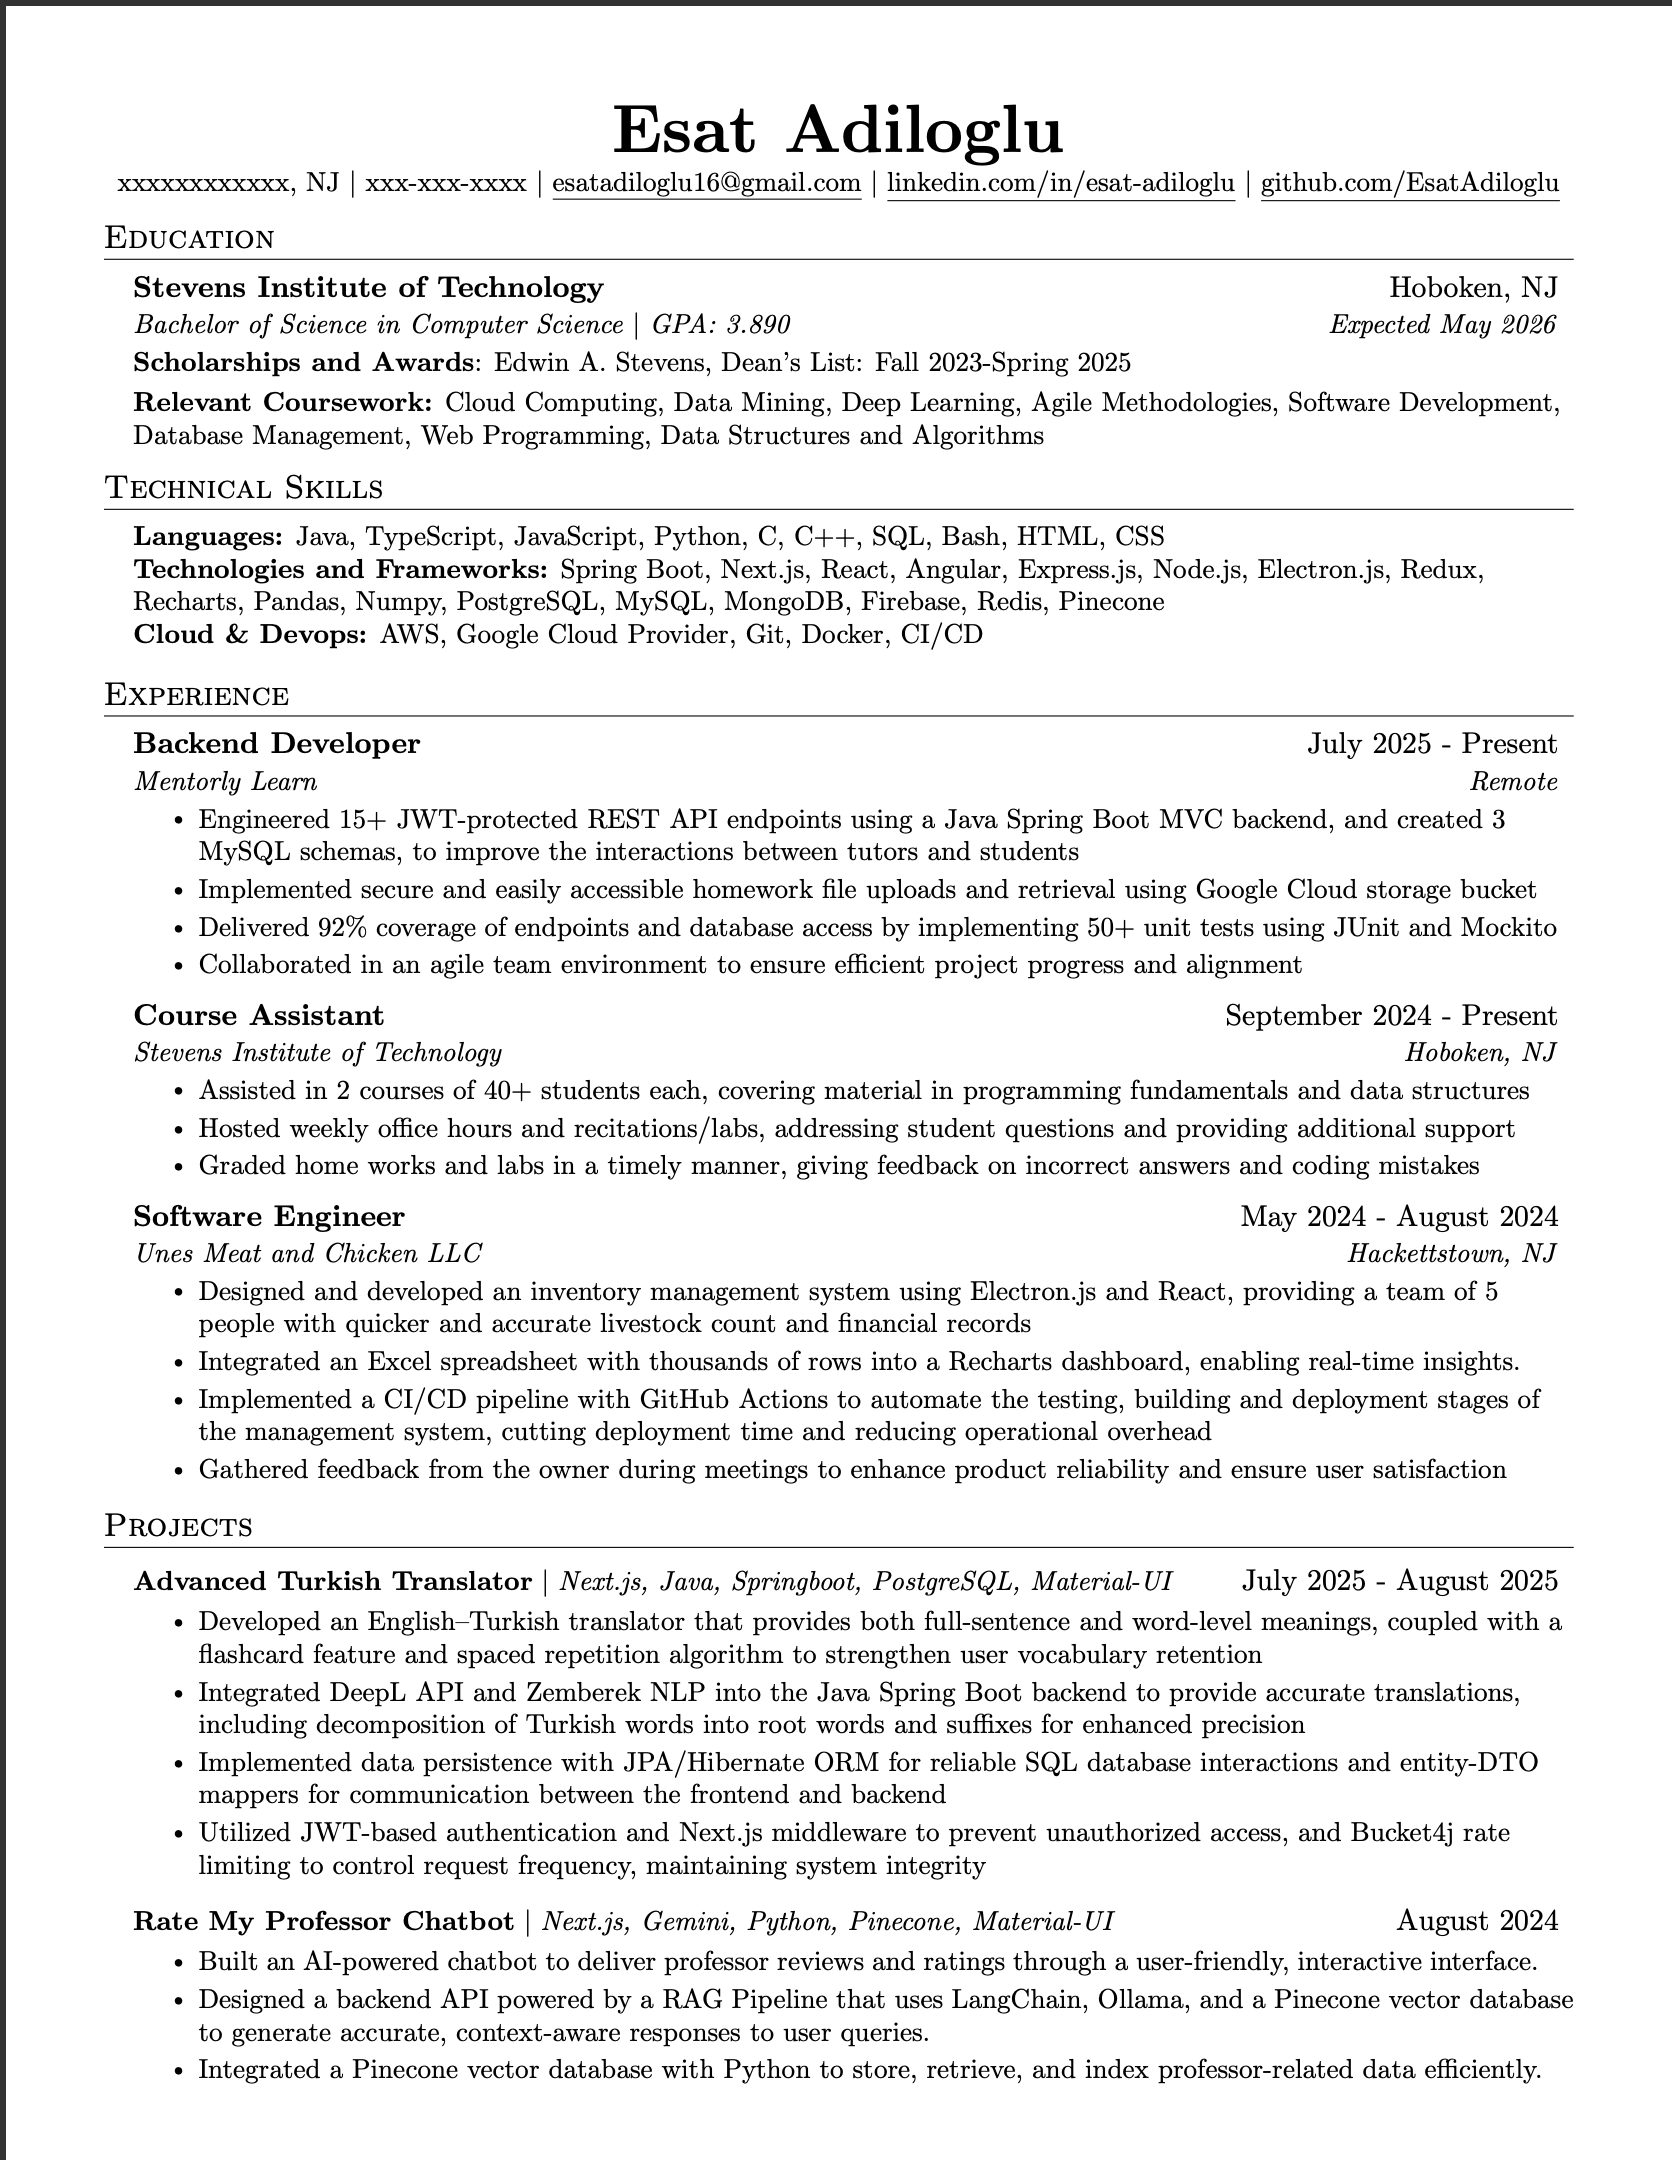 Esat Adiloglu
xxxxxxxxxxxx, NJ | xxx-xxx-xxxx | esatadiloglu16@gmail.com | linkedin.com/in/esat-adiloglu | github.com/EsatAdiloglu
Education
Stevens Institute of Technology Hoboken, NJ
Bachelor of Science in Computer Science | GPA: 3.890 Expected May 2026
Scholarships and Awards: Edwin A. Stevens, Dean's List: Fall 2023-Spring 2025
Relevant Coursework: Cloud Computing, Data Mining, Deep Learning, Agile Methodologies, Software Development,
Database Management, Web Programming, Data Structures and Algorithms
Technical Skills
Languages: Java, TypeScript, JavaScript, Python, C, C++, SQL, Bash, HTML, CSS
Technologies and Frameworks: Spring Boot, Next.js, React, Angular, Express.js, Node.js, Electron.js, Redux,
Recharts, Pandas, Numpy, PostgreSQL, MySQL, MongoDB, Firebase, Redis, Pinecone
Cloud & Devops: AWS, Google Cloud Provider, Git, Docker, CI/CD
Experience
Backend Developer July 2025 - Present
Mentorly Learn Remote
• Engineered 15+ JWT-protected REST API endpoints using a Java Spring Boot MVC backend, and created 3
MySQL schemas, to improve the interactions between tutors and students
• Implemented secure and easily accessible homework file uploads and retrieval using Google Cloud storage bucket
• Delivered 92% coverage of endpoints and database access by implementing 50+ unit tests using JUnit and Mockito
• Collaborated in an agile team environment to ensure efficient project progress and alignment
Course Assistant September 2024 - Present
Stevens Institute of Technology Hoboken, NJ
• Assisted in 2 courses of 40+ students each, covering material in programming fundamentals and data structures
• Hosted weekly office hours and recitations/labs, addressing student questions and providing additional support
• Graded home works and labs in a timely manner, giving feedback on incorrect answers and coding mistakes
Software Engineer May 2024 - August 2024
Unes Meat and Chicken LLC Hackettstown, NJ
• Designed and developed an inventory management system using Electron.js and React, providing a team of 5
people with quicker and accurate livestock count and financial records
• Integrated an Excel spreadsheet with thousands of rows into a Recharts dashboard, enabling real-time insights.
• Implemented a CI/CD pipeline with GitHub Actions to automate the testing, building and deployment stages of
the management system, cutting deployment time and reducing operational overhead
• Gathered feedback from the owner during meetings to enhance product reliability and ensure user satisfaction
Projects
Advanced Turkish Translator | Next.js, Java, Springboot, PostgreSQL, Material-UI July 2025 - August 2025
• Developed an English–Turkish translator that provides both full-sentence and word-level meanings, coupled with a
flashcard feature and spaced repetition algorithm to strengthen user vocabulary retention
• Integrated DeepL API and Zemberek NLP into the Java Spring Boot backend to provide accurate translations,
including decomposition of Turkish words into root words and suffixes for enhanced precision
• Implemented data persistence with JPA/Hibernate ORM for reliable SQL database interactions and entity-DTO
mappers for communication between the frontend and backend
• Utilized JWT-based authentication and Next.js middleware to prevent unauthorized access, and Bucket4j rate
limiting to control request frequency, maintaining system integrity
Rate My Professor Chatbot | Next.js, Gemini, Python, Pinecone, Material-UI August 2024
• Built an AI-powered chatbot to deliver professor reviews and ratings through a user-friendly, interactive interface.
• Designed a backend API powered by a RAG Pipeline that uses LangChain, Ollama, and a Pinecone vector database
to generate accurate, context-aware responses to user queries.
• Integrated a Pinecone vector database with Python to store, retrieve, and index professor-related data efficiently.